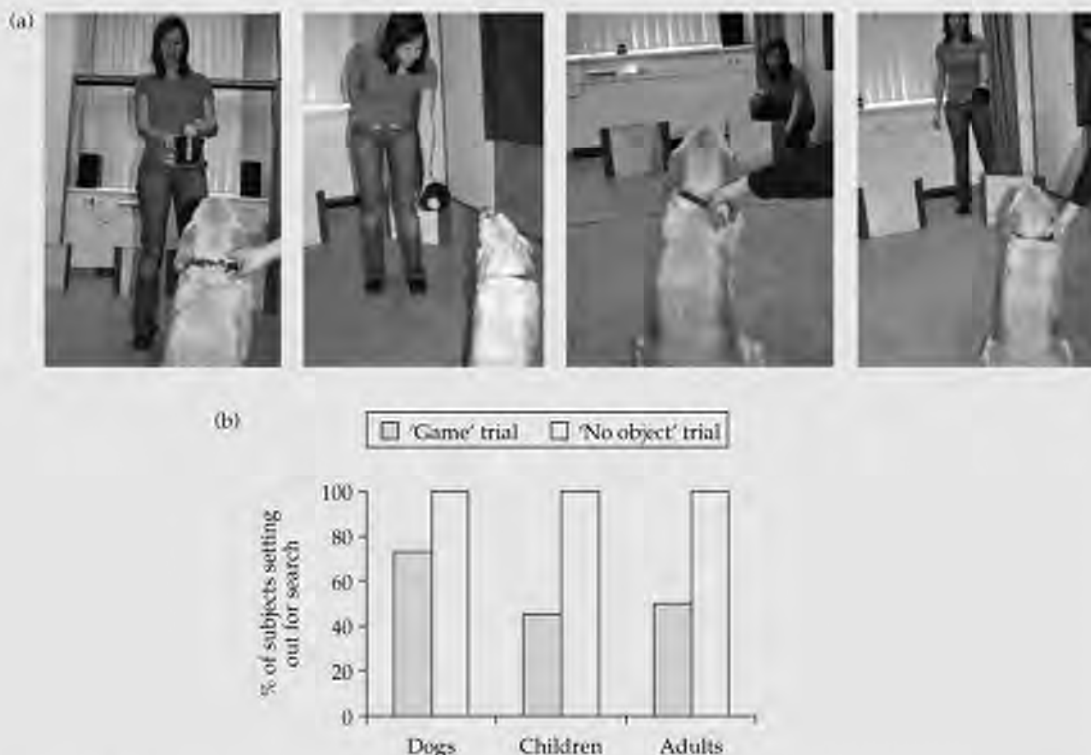 (a)
(b)
'Game' trial 'No object' trial
% of subjects setting
out for search
100
80
60
40
20
0
Dogs Children Adults